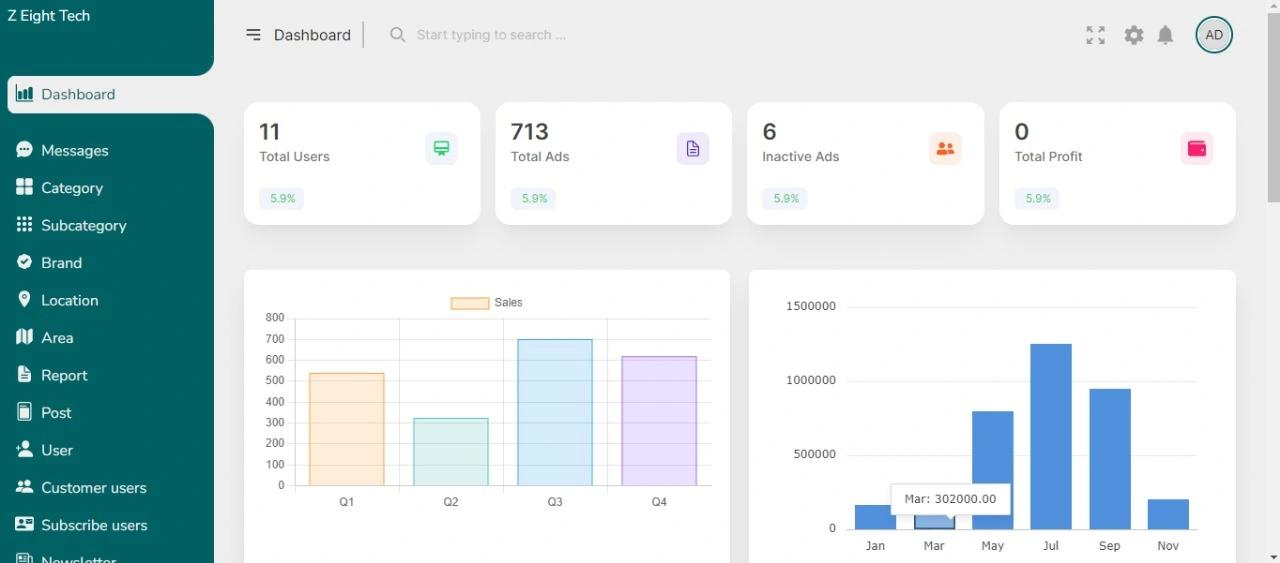 Z Eight Tech
Dashboard
Messages
Category
Subcategory
Brand
Location
Area
Report
Post
User
Customer users
Subscribe users
Newsletter
Dashboard
Start typing to search ...
AD
11
Total Users
5.9%
713
Total Ads
5.9%
6
Inactive Ads
5.9%
0
Total Profit
5.9%
Sales
800
700
600
500
400
300
200
100
0
Q1 Q2 Q3 Q4
1500000
1000000
500000
0
Mar: 302000.00
Jan Mar May Jul Sep Nov